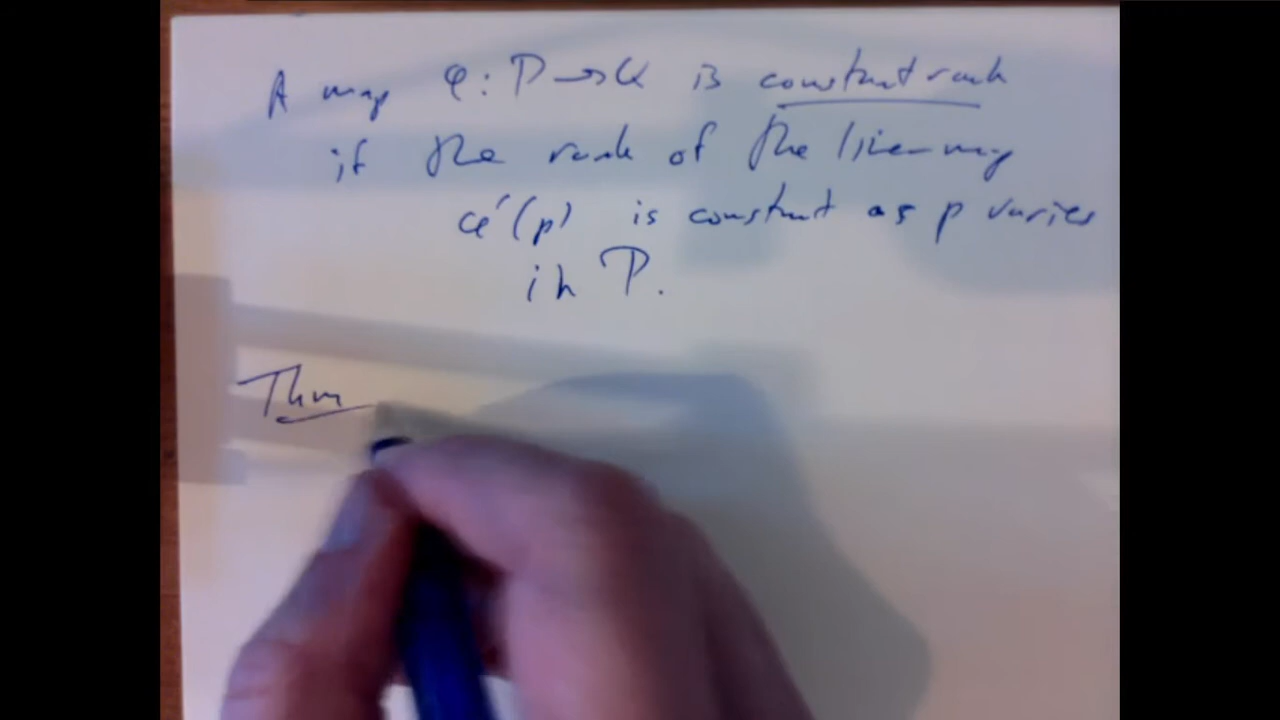 A map φ: P → Q is constant rank
if the rank of the linear map
φ'(p) is constant as p varies
in P.
Thm